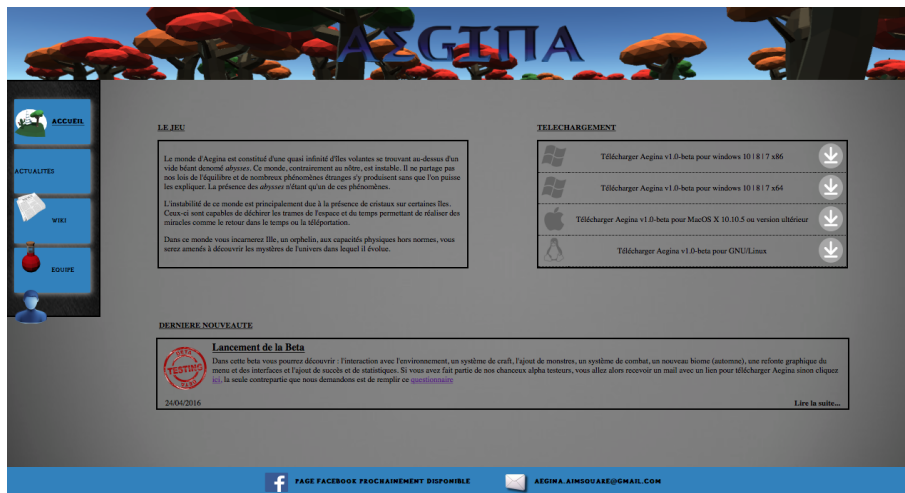 AEGIПA
ACCUEIL
ACTUALITÉS
WIKI
EQUIPE
LE JEU
Le monde d'Aegina est constitué d'une quasi infinité d'îles volantes se trouvant au-dessus d'un
vide béant denomé abysses. Ce monde, contrairement au nôtre, est instable. Il ne partage pas
nos lois de l'équilibre et de nombreux phénomènes étranges s'y produisent sans que l'on puisse
les expliquer. La présence des abysses n'étant qu'un de ces phénomènes.
L'instabilité de ce monde est principalement due à la présence de cristaux sur certaines îles.
Ceux-ci sont capables de déchirer les trames de l'espace et du temps permettant de réaliser des
miracles comme le retour dans le temps ou la téléportation.
Dans ce monde vous incarnerez Ille, un orphelin, aux capacités physiques hors normes, vous
serez amenés à découvrir les mystères de l'univers dans lequel il évolue.
TELECHARGEMENT
Télécharger Aegina v1.0-beta pour windows 10 | 8 | 7 x86
Télécharger Aegina v1.0-beta pour windows 10 | 8 | 7 x64
Télécharger Aegina v1.0-beta pour MacOS X 10.10.5 ou version ultérieur
Télécharger Aegina v1.0-beta pour GNU/Linux
DERNIERE NOUVEAUTE
BETA
TESTING
Lancement de la Beta
Dans cette beta vous pourrez découvrir : l'interaction avec l'environnement, un système de craft, l'ajout de monstres, un système de combat, un nouveau biome (automne), une refonte graphique du
menu et des interfaces et l'ajout de succès et de statistiques. Si vous avez fait partie de nos chanceux alpha testeurs, vous allez alors recevoir un mail avec un lien pour télécharger Aegina sinon cliquez
ici, la seule contrepartie que nous demandons est de remplir ce questionnaire
24/04/2016
Lire la suite...
PAGE FACEBOOK PROCHAINEMENT DISPONIBLE
AEGINA.AIMSQUARE@GMAIL.COM